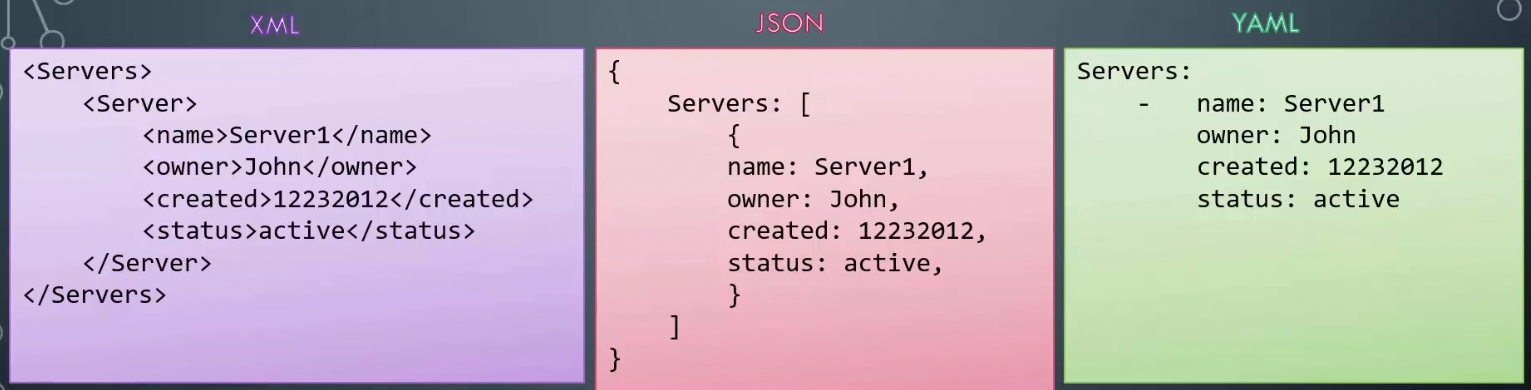 XML
<Servers>
    <Server>
        <name>Server1</name>
        <owner>John</owner>
        <created>12232012</created>
        <status>active</status>
    </Server>
</Servers>
JSON
{
    Servers: [
        {
        name: Server1,
        owner: John,
        created: 12232012,
        status: active,
        }
    ]
}
YAML
Servers:
    -   name: Server1
        owner: John
        created: 12232012
        status: active